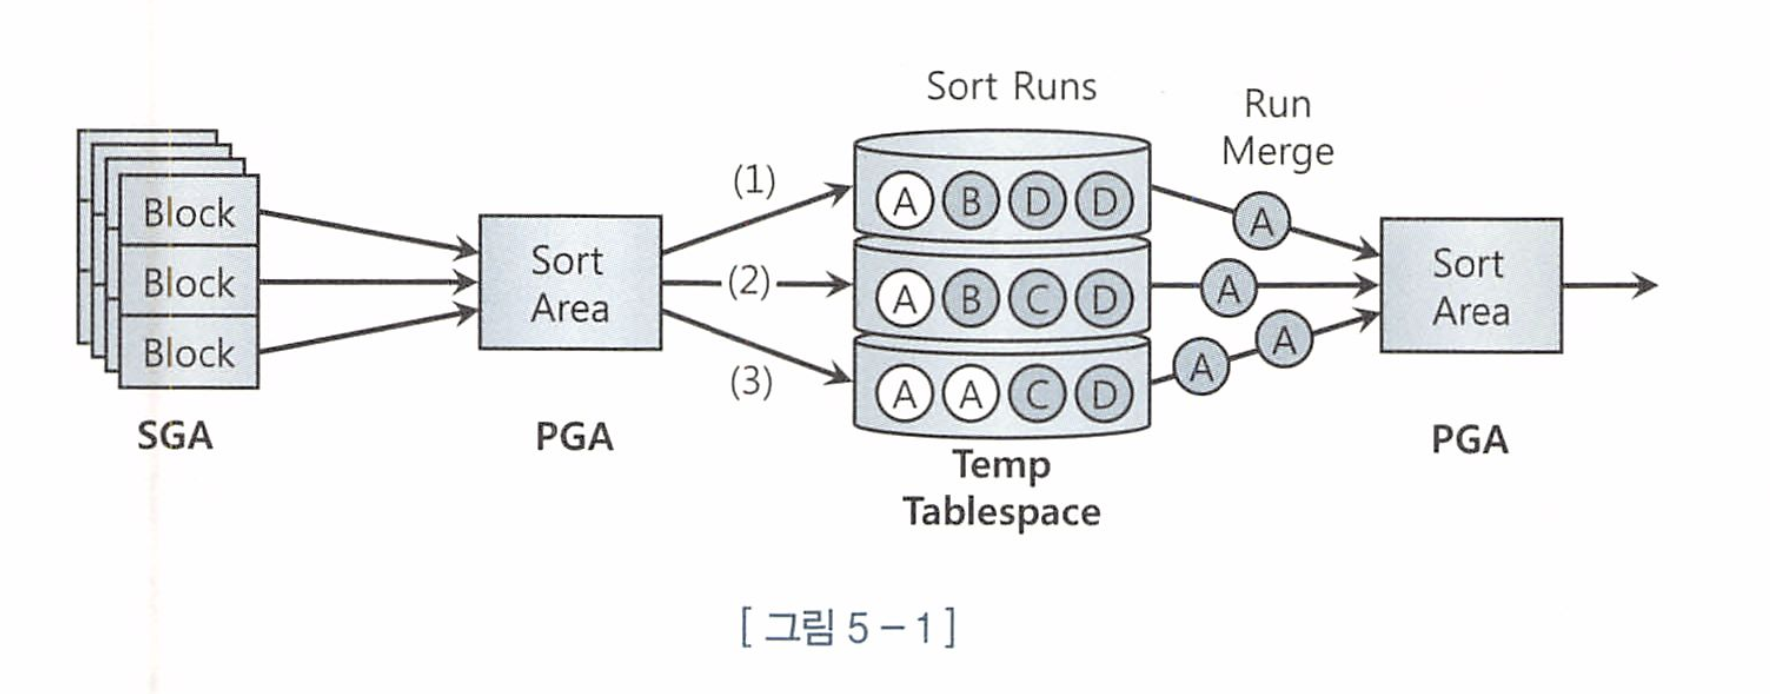 Sort Runs
Run
Merge
Block
Block
Block
SGA
Sort
Area
PGA
(1)
(2)
(3)
A B D D
A B C D
A A C D
Temp
Tablespace
A
A
A A
Sort
Area
PGA
[ 그림 5 – 1 ]